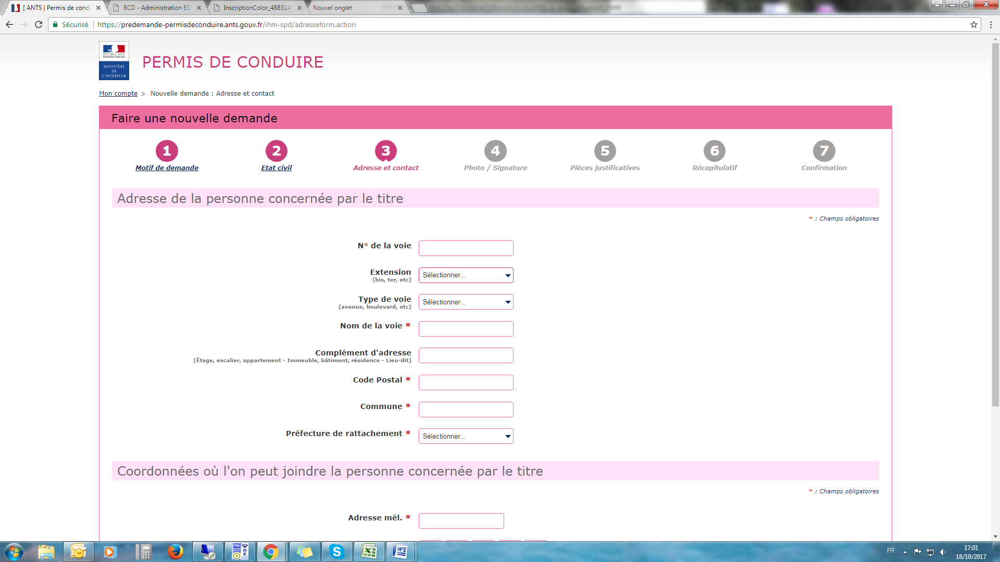 [ ANTS | Permis de condu
BCD - Administration EDI
InscriptionColor_488314
Nouvel onglet
Sécurisé
https://predemande-permisdeconduire.ants.gouv.fr/ihm-spd/adresseform.action
RÉPUBLIQUE FRANÇAISE
MINISTÈRE
DE
L'INTÉRIEUR
PERMIS DE CONDUIRE
Mon compte > Nouvelle demande : Adresse et contact
Faire une nouvelle demande
1 2 3 4 5 6 7
Motif de demande Etat civil Adresse et contact Photo / Signature Pièces justificatives Récapitulatif Confirmation
Adresse de la personne concernée par le titre
* : Champs obligatoires
N° de la voie
Extension Sélectionner...
(bis, ter, etc)
Type de voie Sélectionner...
(avenue, boulevard, etc)
Nom de la voie *
Complément d'adresse
(Étage, escalier, appartement - Immeuble, bâtiment, résidence - Lieu-dit)
Code Postal *
Commune *
Préfecture de rattachement * Sélectionner...
Coordonnées où l'on peut joindre la personne concernée par le titre
* : Champs obligatoires
Adresse mél. *
FR
17:01
18/10/2017